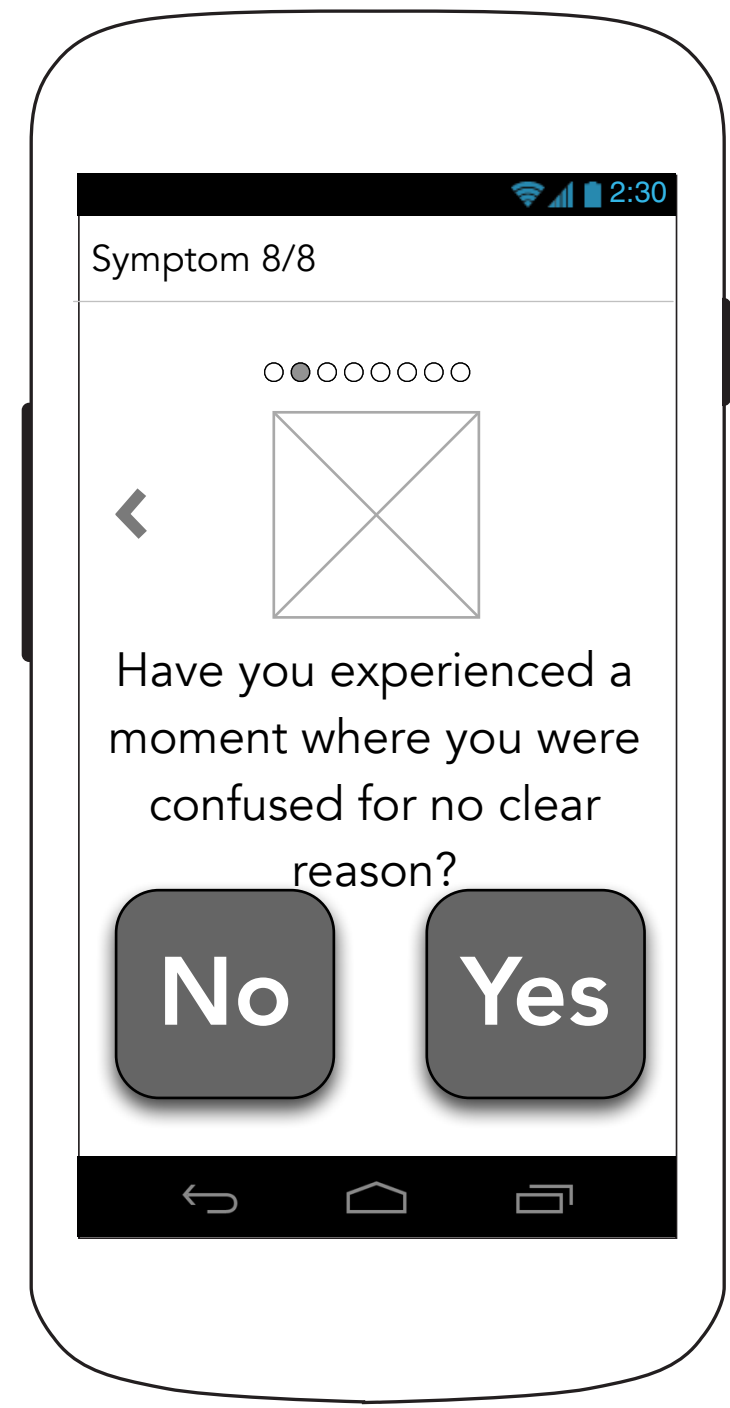 2:30
Symptom 8/8
Have you experienced a
moment where you were
confused for no clear
reason?
No
Yes